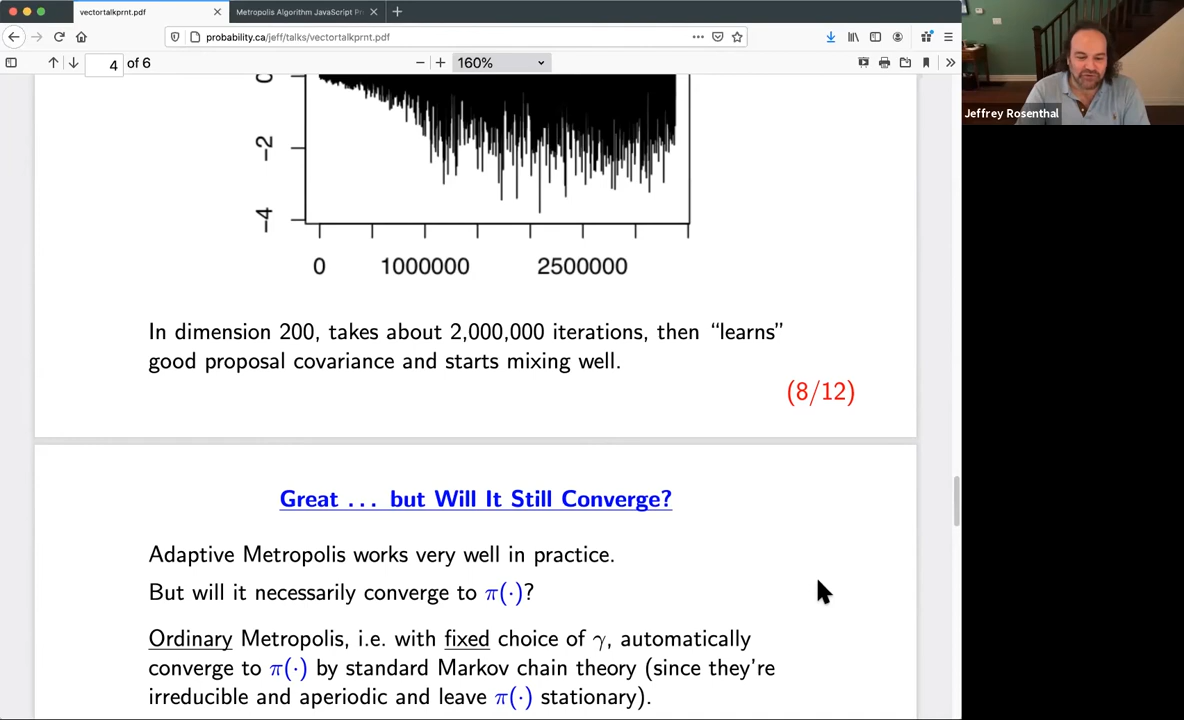 vectortalkprnt.pdf
Metropolis Algorithm JavaScript Pr
probability.ca/jeff/talks/vectortalkprnt.pdf
4 of 6
160%
Jeffrey Rosenthal
0
-2
-4
0 1000000 2500000
In dimension 200, takes about 2,000,000 iterations, then “learns”
good proposal covariance and starts mixing well.
(8/12)
Great . . . but Will It Still Converge?
Adaptive Metropolis works very well in practice.
But will it necessarily converge to π(·)?
Ordinary Metropolis, i.e. with fixed choice of γ, automatically
converge to π(·) by standard Markov chain theory (since they’re
irreducible and aperiodic and leave π(·) stationary).